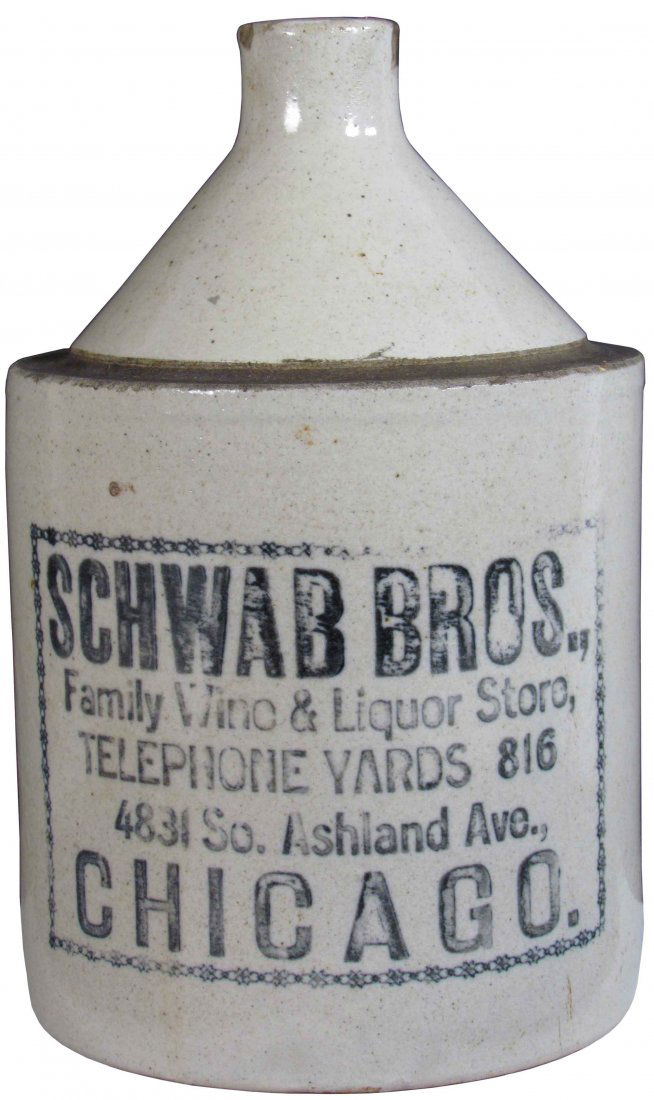 SCHWAB BROS.,
Family Wine & Liquor Store,
TELEPHONE YARDS 816
4831 So. Ashland Ave.,
CHICAGO.